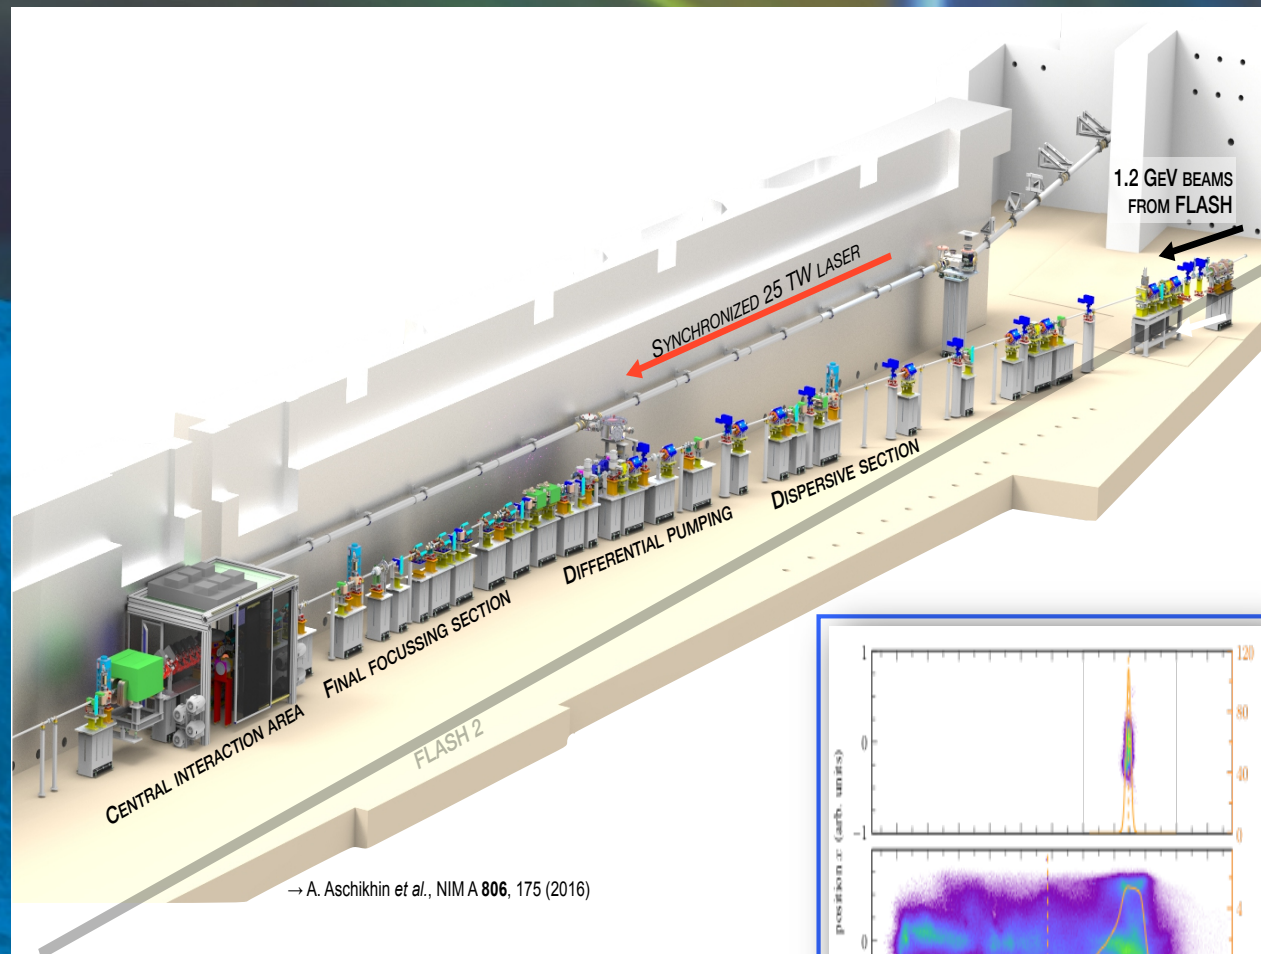 1.2 GeV BEAMS
FROM FLASH
SYNCHRONIZED 25 TW LASER
DISPERSIVE SECTION
DIFFERENTIAL PUMPING
FINAL FOCUSSING SECTION
CENTRAL INTERACTION AREA
FLASH 2
→ A. Aschikhin et al., NIM A 806, 175 (2016)
1
0
-1
120
80
40
0
position x (arb. units)
0
4